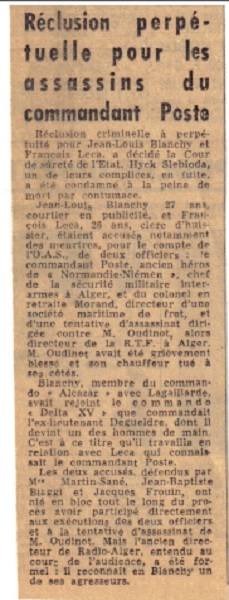 Réclusion perpé-
tuelle pour les
assassins du
commandant Poste
Réclusion criminelle à perpé-
tuité pour Jean-Louis Blanchy et
François Leca, a décidé la Cour
de sûreté de l'Etat. Hyck Slebioda,
un de leurs complices, en fuite,
a été condamné à la peine
de mort par contumace.
Jean-Louis Blanchy 27 ans,
courtier en publicité, et Fran-
çois Leca, 26 ans, clerc d'huis-
sier, étaient accusés notamment
des meurtres, pour le compte de
l'O.A.S., de deux officiers : le
commandant Poste, ancien héros
de « Normandie-Niémen », chef
de la sécurité militaire inter-
armes à Alger, et du colonel en
retraite Morand, directeur d'une
société maritime de fret, et
d'une tentative d'assassinat diri-
gée contre M. Oudinot, alors
directeur de la R.T.F. à Alger.
M. Oudinot avait été grièvement
blessé et son chauffeur tué à
ses côtés.
Blanchy, membre du comman-
do « Alcazar » avec Lagaillarde,
avait rejoint le commando
« Delta XV » que commandait
l'ex-lieutenant Degueldre, dont il
devint un des hommes de main.
C'est à ce titre qu'il travailla en
relation avec Leca qui connais-
sait le commandant Poste.
Les deux accusés, défendus par
Mes Martin-Sané, Jean-Baptiste
Biaggi et Jacques Frouin, ont
nié en bloc tout le long du pro-
cès avoir participé directement
aux exécutions des deux officiers
et à la tentative d'assassinat de
M. Oudinot. Mais l'ancien direc-
teur de Radio-Alger, entendu au
cours de l'audience, a été for-
mel : Il reconnaît en Blanchy un
de ses agresseurs.